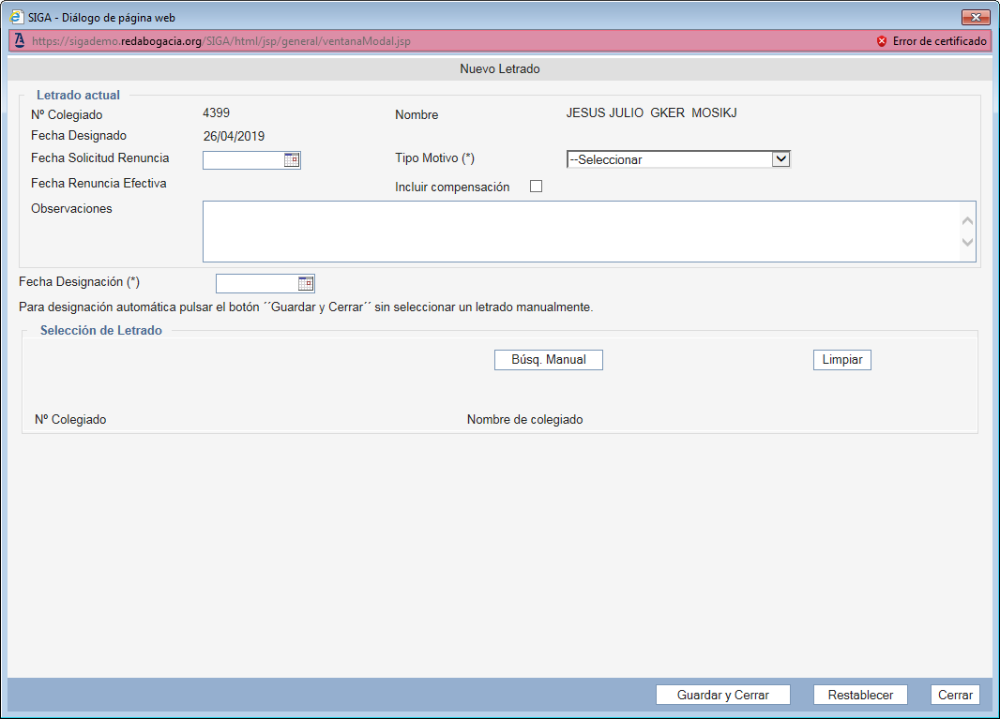 SIGA - Diálogo de página web
https://sigademo.redabogacia.org/SIGA/html/jsp/general/ventanaModal.jsp Error de certificado
Nuevo Letrado
Letrado actual
Nº Colegiado 4399 Nombre JESUS JULIO GKER MOSIKJ
Fecha Designado 26/04/2019
Fecha Solicitud Renuncia Tipo Motivo (*) --Seleccionar
Fecha Renuncia Efectiva Incluir compensación
Observaciones
Fecha Designación (*)
Para designación automática pulsar el botón ´´Guardar y Cerrar´´ sin seleccionar un letrado manualmente.
Selección de Letrado
Búsq. Manual Limpiar
Nº Colegiado Nombre de colegiado
Guardar y Cerrar Restablecer Cerrar